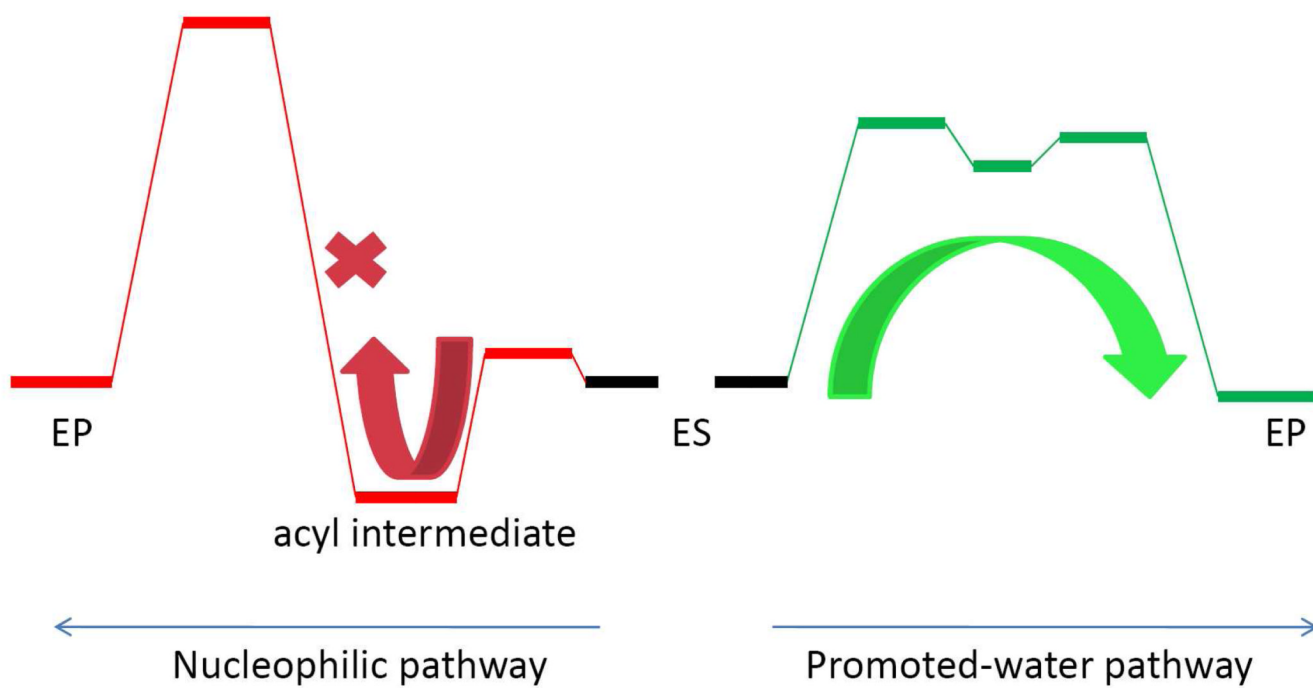 EP
acyl intermediate
ES
EP
Nucleophilic pathway
Promoted-water pathway